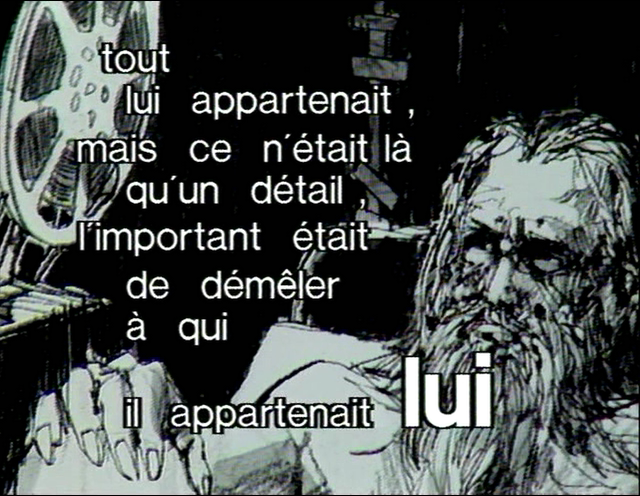 tout
lui appartenait,
mais ce n'était là
qu'un détail,
l'important était
de démêler
à qui
il appartenait lui